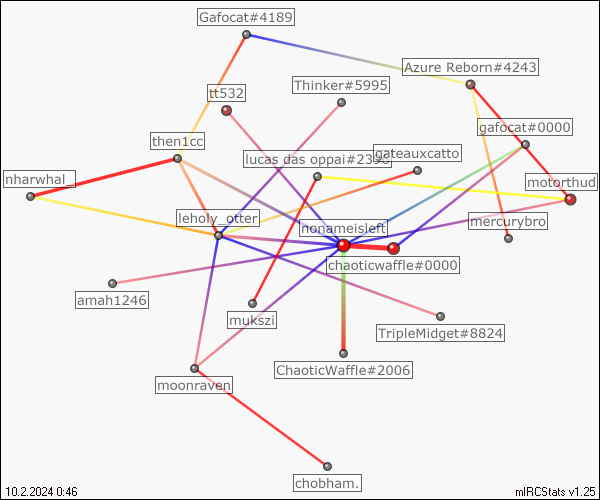 Gafocat#4189
Azure Reborn#4243
Thinker#5995
tt532
gafocat#0000
then1cc
lucas das oppai#2396
gateauxcatto
nharwhal_
motorthud
leholy_otter
nonameisleft
mercurybro
chaoticwaffle#0000
amah1246
mukszi
TripleMidget#8824
ChaoticWaffle#2006
moonraven
chobham.
10.2.2024 0:46
mIRCStats v1.25